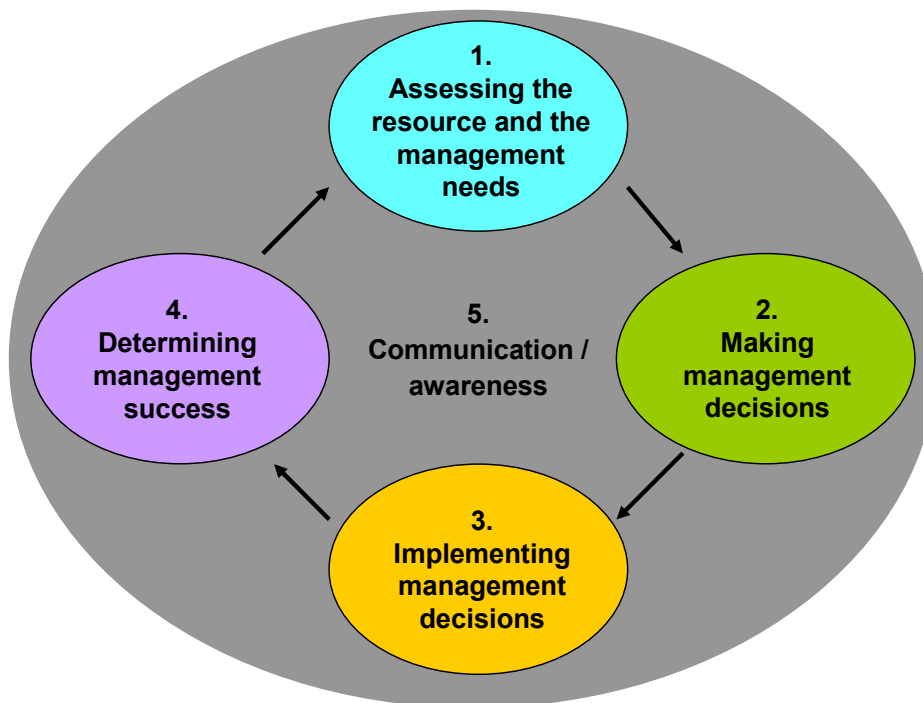 1.
Assessing the
resource and the
management
needs
2.
Making
management
decisions
3.
Implementing
management
decisions
4.
Determining
management
success
5.
Communication /
awareness